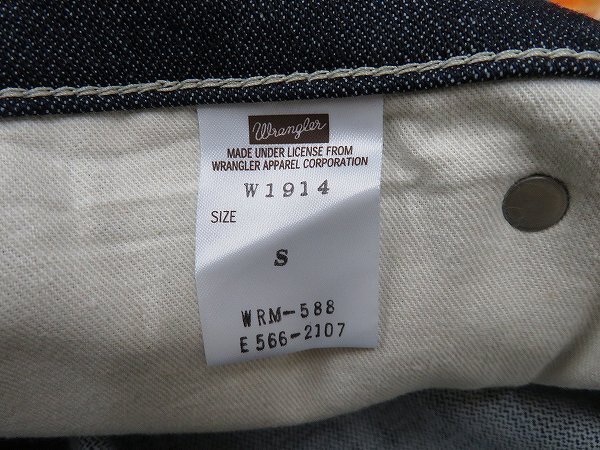 Wrangler
MADE UNDER LICENSE FROM
WRANGLER APPAREL CORPORATION
W1914
SIZE
S
WRM-588
E566-2107